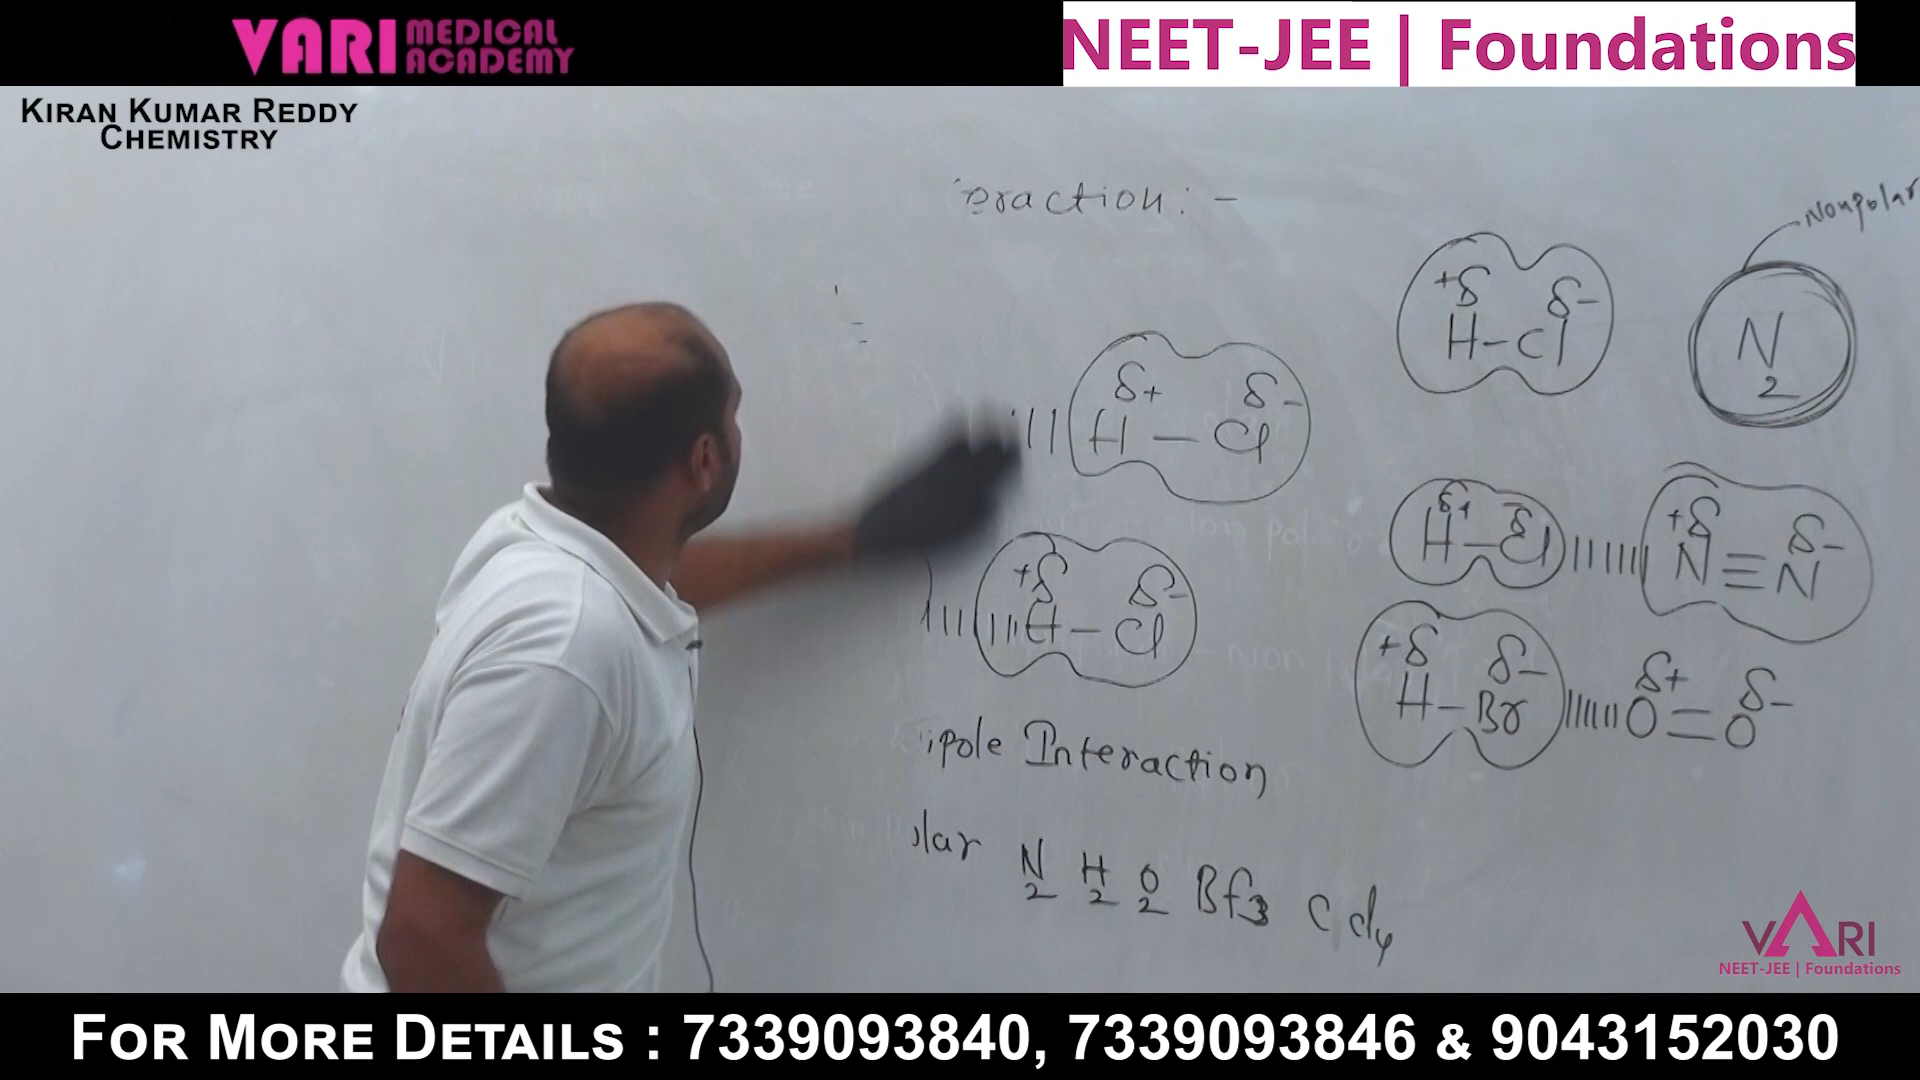 VARI MEDICAL ACADEMY
NEET-JEE | Foundations
KIRAN KUMAR REDDY
CHEMISTRY
eraction: -
Nonpolar
+δ δ-
H-Cl
N2
δ+ δ-
H — Cl
δ+ δ
H-Cl
+δ δ-
N≡N
+δ δ-
H-Cl
+δ δ-
H-Br
δ+ δ-
O=O
ipole Interaction
lar N2 H2 O2 Bf3 CCl4
VARI
NEET-JEE | Foundations
FOR MORE DETAILS : 7339093840, 7339093846 & 9043152030